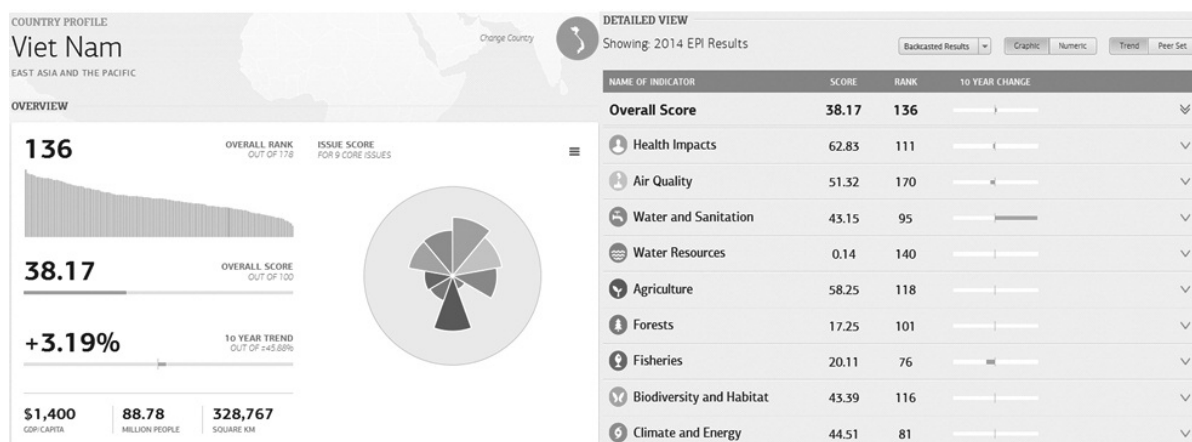 COUNTRY PROFILE
Viet Nam
Change Country
EAST ASIA AND THE PACIFIC
OVERVIEW
136
OVERALL RANK
OUT OF 178
ISSUE SCORE
FOR 9 CORE ISSUES
38.17
OVERALL SCORE
OUT OF 100
+3.19%
10 YEAR TREND
OUT OF ±45.88%
$1,400
GDP/CAPITA
88.78
MILLION PEOPLE
328,767
SQUARE KM
DETAILED VIEW
Showing: 2014 EPI Results
Backcasted Results Graphic Numeric Trend Peer Set
NAME OF INDICATOR SCORE RANK 10 YEAR CHANGE
Overall Score 38.17 136
Health Impacts 62.83 111
Air Quality 51.32 170
Water and Sanitation 43.15 95
Water Resources 0.14 140
Agriculture 58.25 118
Forests 17.25 101
Fisheries 20.11 76
Biodiversity and Habitat 43.39 116
Climate and Energy 44.51 81